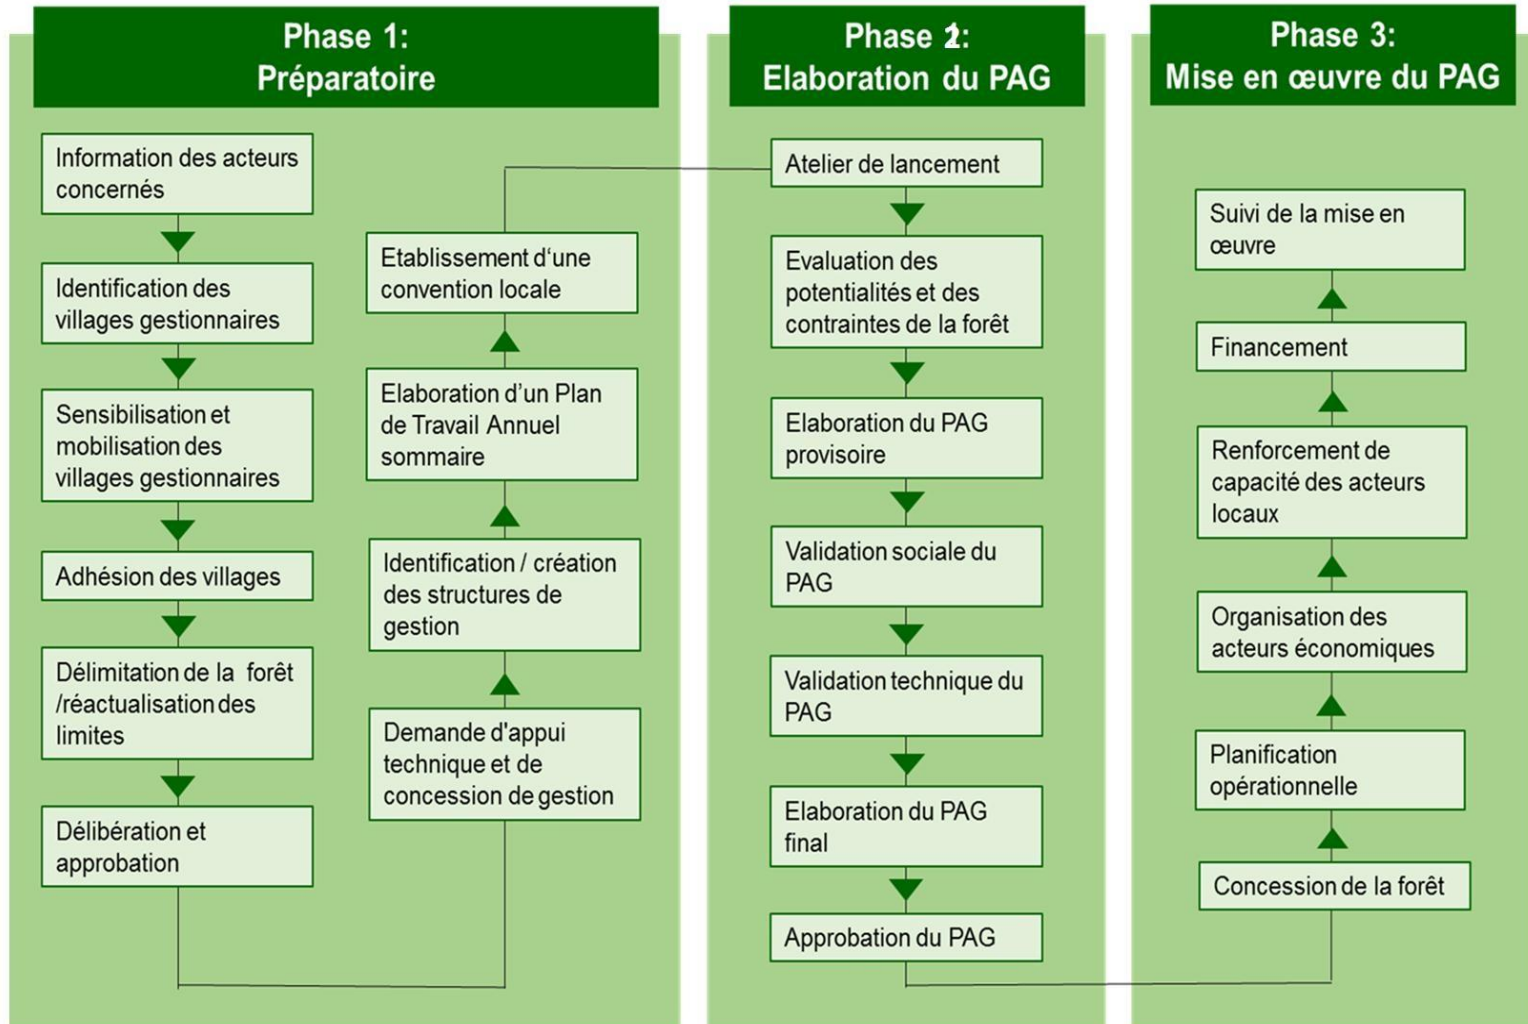 Phase 1:
Préparatoire
Information des acteurs
concernés
Identification des
villages gestionnaires
Sensibilisation et
mobilisation des
villages gestionnaires
Adhésion des villages
Délimitation de la forêt
/réactualisation des
limites
Délibération et
approbation
Demande d'appui
technique et de
concession de gestion
Identification / création
des structures de
gestion
Elaboration d’un Plan
de Travail Annuel
sommaire
Etablissement d‘une
convention locale
Phase 2:
Elaboration du PAG
Atelier de lancement
Evaluation des
potentialités et des
contraintes de la forêt
Elaboration du PAG
provisoire
Validation sociale du
PAG
Validation technique du
PAG
Elaboration du PAG
final
Approbation du PAG
Phase 3:
Mise en œuvre du PAG
Concession de la forêt
Planification
opérationnelle
Organisation des
acteurs économiques
Renforcement de
capacité des acteurs
locaux
Financement
Suivi de la mise en
œuvre